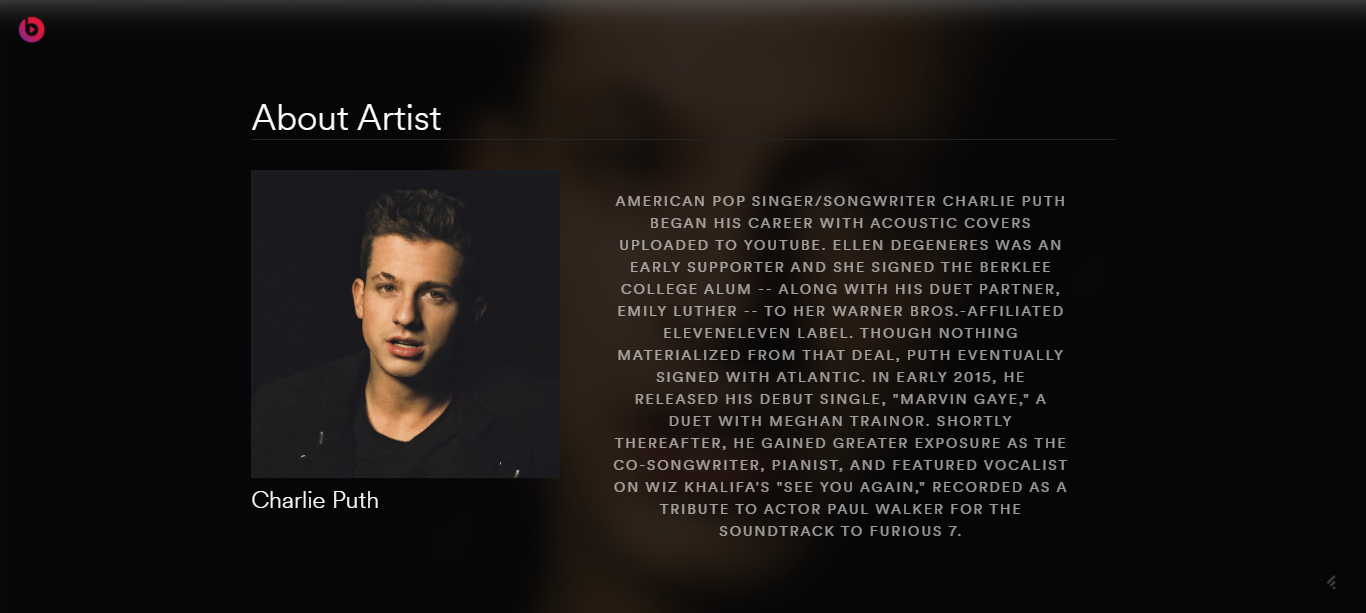 About Artist
AMERICAN POP SINGER/SONGWRITER CHARLIE PUTH
BEGAN HIS CAREER WITH ACOUSTIC COVERS
UPLOADED TO YOUTUBE. ELLEN DEGENERES WAS AN
EARLY SUPPORTER AND SHE SIGNED THE BERKLEE
COLLEGE ALUM -- ALONG WITH HIS DUET PARTNER,
EMILY LUTHER -- TO HER WARNER BROS.-AFFILIATED
ELEVENELEVEN LABEL. THOUGH NOTHING
MATERIALIZED FROM THAT DEAL, PUTH EVENTUALLY
SIGNED WITH ATLANTIC. IN EARLY 2015, HE
RELEASED HIS DEBUT SINGLE, "MARVIN GAYE," A
DUET WITH MEGHAN TRAINOR. SHORTLY
THEREAFTER, HE GAINED GREATER EXPOSURE AS THE
CO-SONGWRITER, PIANIST, AND FEATURED VOCALIST
ON WIZ KHALIFA'S "SEE YOU AGAIN," RECORDED AS A
TRIBUTE TO ACTOR PAUL WALKER FOR THE
SOUNDTRACK TO FURIOUS 7.
Charlie Puth